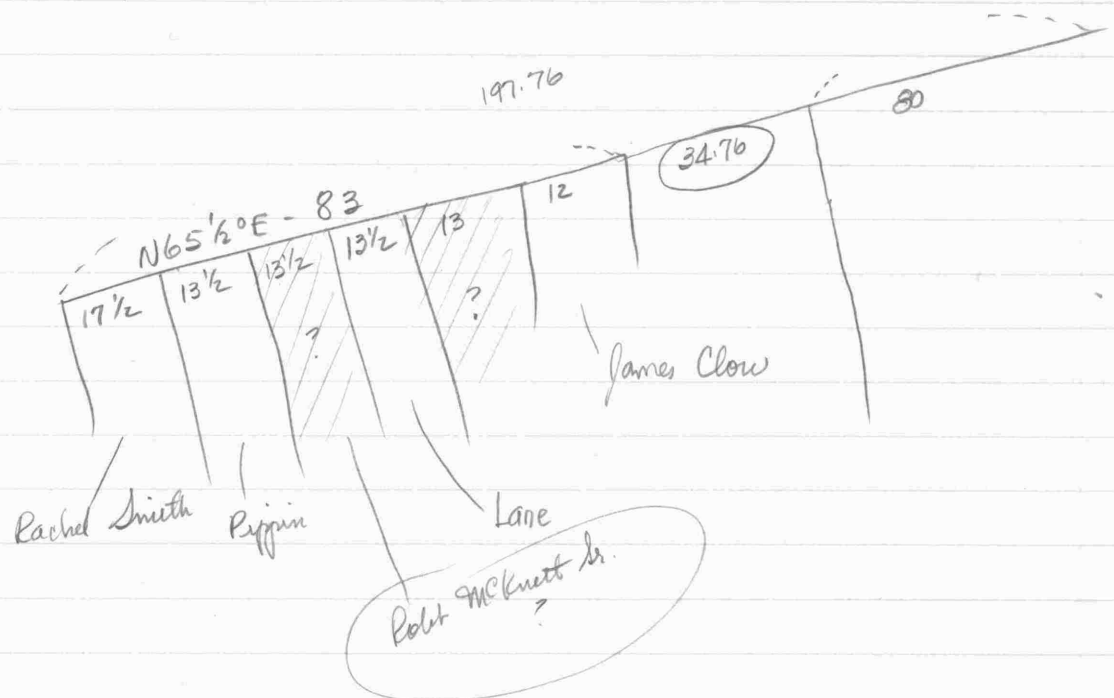 197.76
80
34.76
N65½°E - 83
12
17½
13½
13½
13½
13
?
?
James Clow
Rachel Smith
Pippin
Lane
Robt McKnett Sr.
?